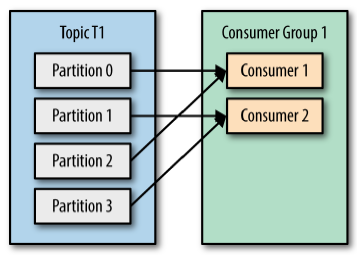 Topic T1
Partition 0
Partition 1
Partition 2
Partition 3
Consumer Group 1
Consumer 1
Consumer 2